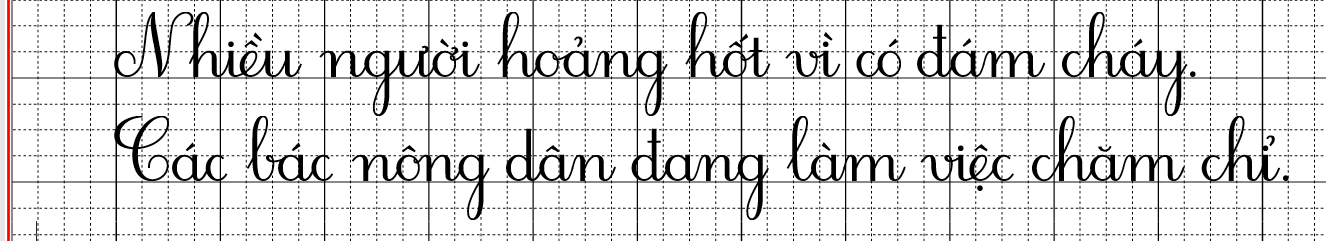 Nhiều người hoảng hốt vì có đám cháy.
Các bác nông dân đang làm việc chăm chỉ.